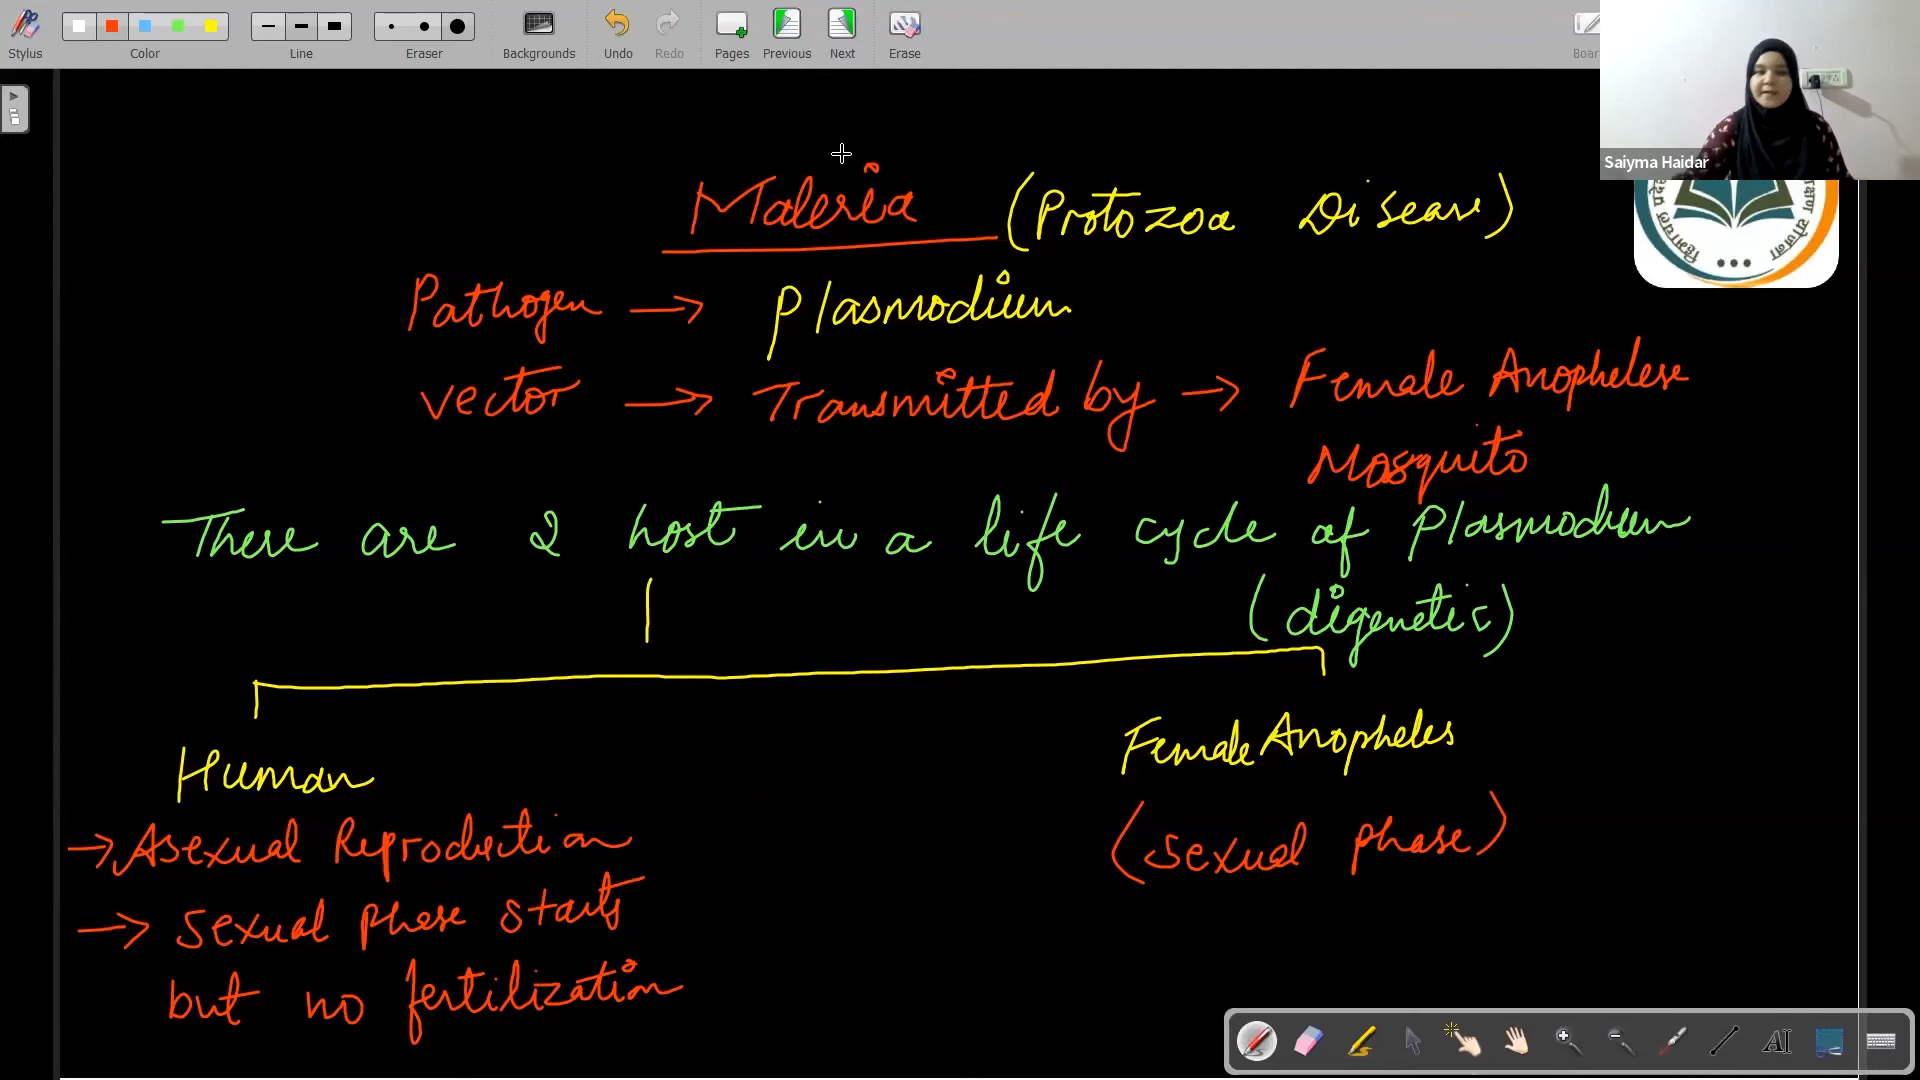 Stylus Color Line Eraser Backgrounds Undo Redo Pages Previous Next Erase
Saiyma Haidar
Maleria (Protozoa Disease)
Pathogen → Plasmodium
vector → Transmitted by → Female Anophelese
Mosquito
There are 2 host in a life cycle of Plasmodium
(digenetic)
Human
Female Anopheles
→ Asexual Reproduction
(sexual phase)
→ sexual phase starts
but no fertilization